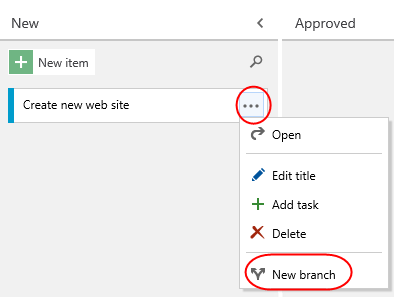 New
Approved
New item
Create new web site
Open
Edit title
Add task
Delete
New branch